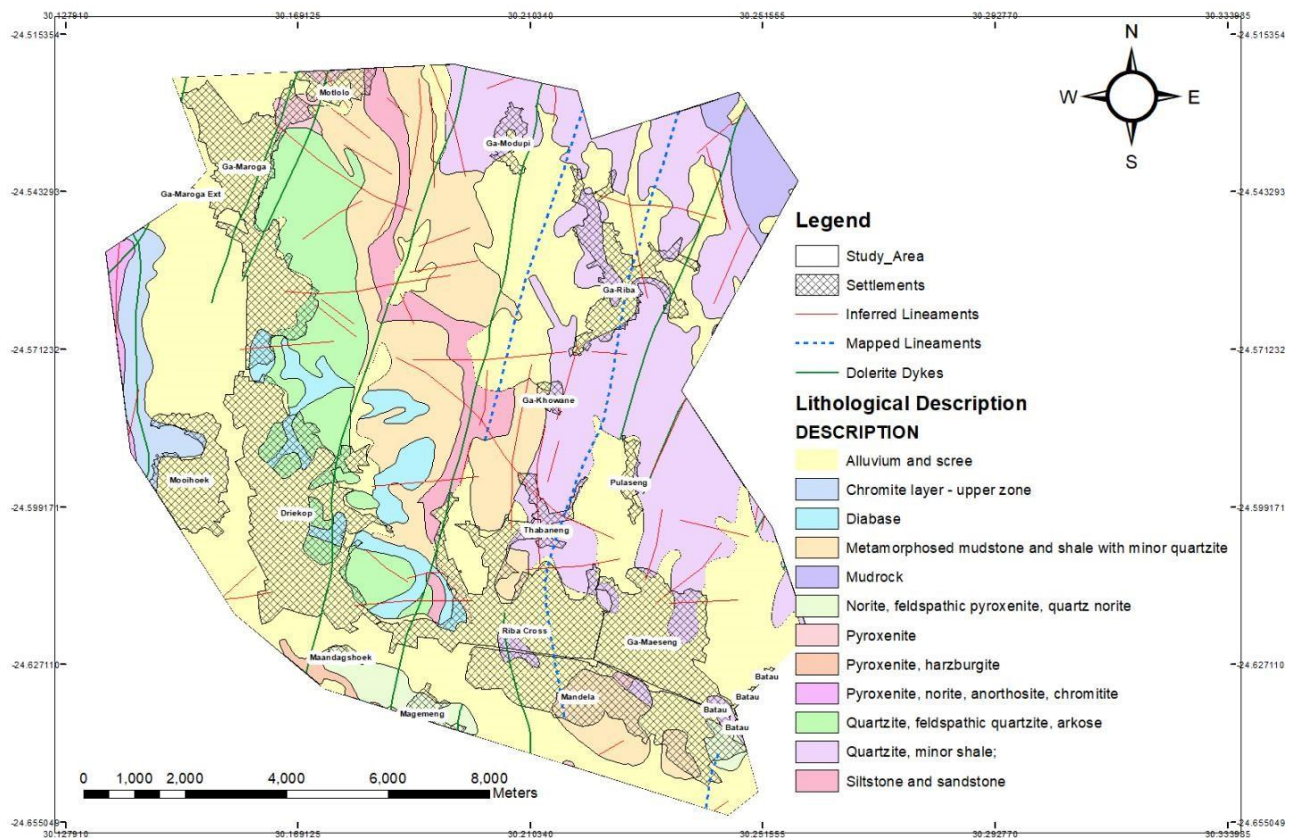 30.127910 30.169125 30.210340 30.251555 30.292770 30.333985
-24.515354 -24.515354
N
W E
S
Motlolo
Ga-Modupi
Ga-Maroga
Ga-Maroga Ext
-24.543293 -24.543293
Legend
Study_Area
Settlements
Ga-Riba
Inferred Lineaments
Mapped Lineaments
-24.571232 -24.571232
Dolerite Dykes
Ga-Khowane
Lithological Description
DESCRIPTION
Alluvium and scree
Mooihoek
Pulaseng
Chromite layer - upper zone
-24.599171 -24.599171
Driekop
Diabase
Thabaneng
Metamorphosed mudstone and shale with minor quartzite
Mudrock
Norite, feldspathic pyroxenite, quartz norite
Riba Cross
Ga-Maeseng
Pyroxenite
Maandagshoek
-24.627110 -24.627110
Pyroxenite, harzburgite
Batau
Batau
Mandela
Pyroxenite, norite, anorthosite, chromitite
Batau
Magemeng
Quartzite, feldspathic quartzite, arkose
Batau
Quartzite, minor shale;
Siltstone and sandstone
0 1,000 2,000 4,000 6,000 8,000
Meters
-24.655049 -24.655049
30.127910 30.169125 30.210340 30.251555 30.292770 30.333985